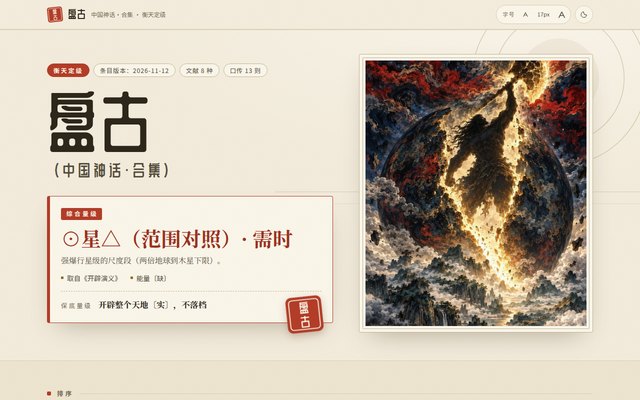 盘古 盘古 中国神话·合集·衡天定级 字号 A 17px A
衡天定级 条目版本：2026-11-12 文献 8 种 口传 13 则
盘古
（中国神话·合集）
综合量级
⊙星△（范围对照）· 需时
强爆行星级的尺度段（两倍地球到木星下限）。
取自《开辟演义》 能量〔缺〕
保底量级 开辟整个天地〔实〕，不落档
盘古
排序